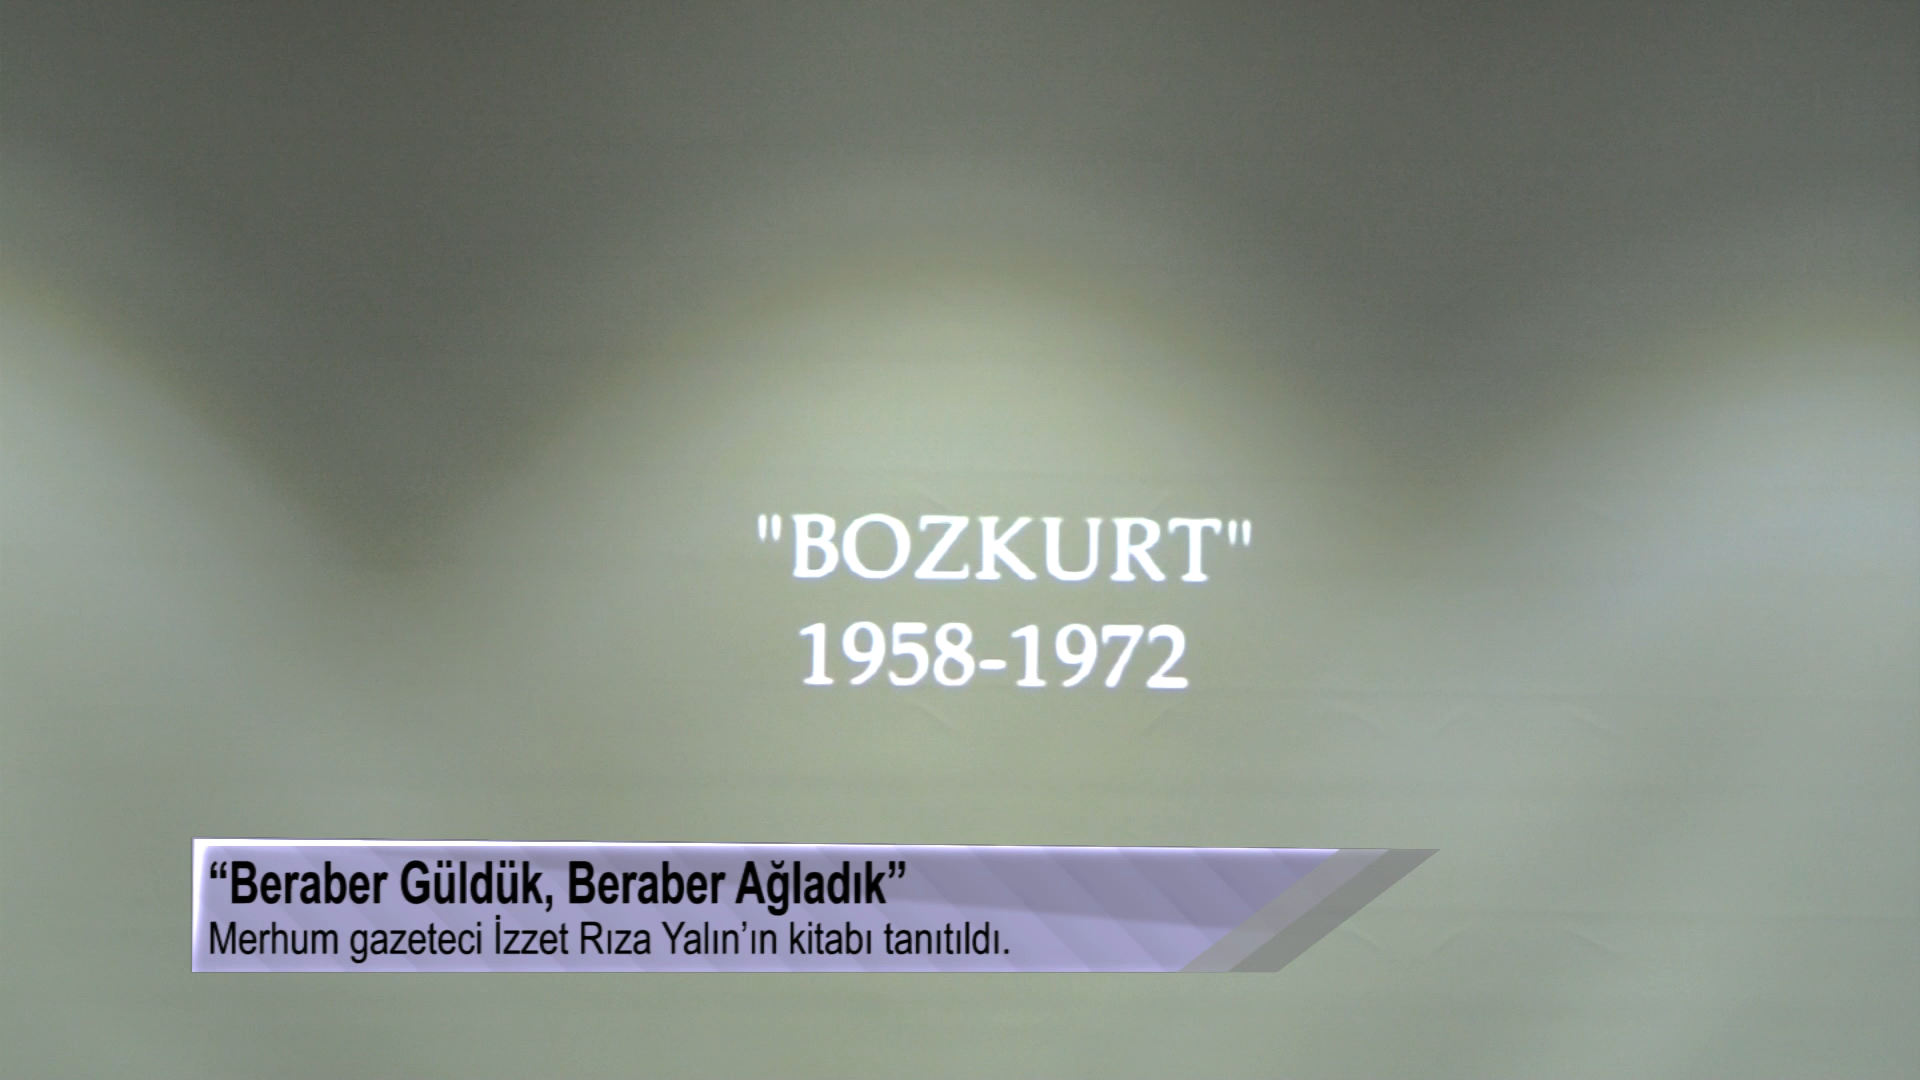 "BOZKURT"
1958-1972
“Beraber Güldük, Beraber Ağladık”
Merhum gazeteci İzzet Rıza Yalın’ın kitabı tanıtıldı.